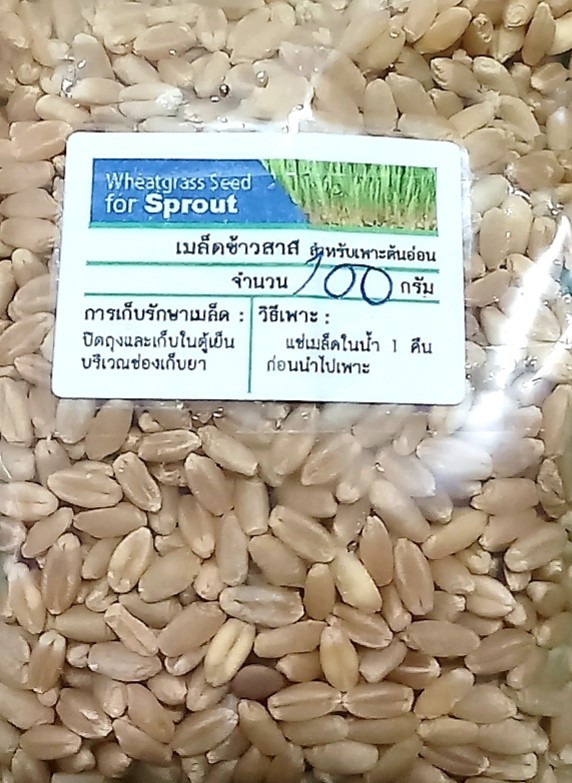 Wheatgrass Seed
for Sprout
เมล็ดข้าวสาสี สำหรับเพาะต้นอ่อน
จำนวน 100 กรัม
การเก็บรักษาเมล็ด :
ปิดถุงและเก็บในตู้เย็น
บริเวณช่องเก็บยา
วิธีเพาะ :
แช่เมล็ดในน้ำ 1 คืน
ก่อนนำไปเพาะ